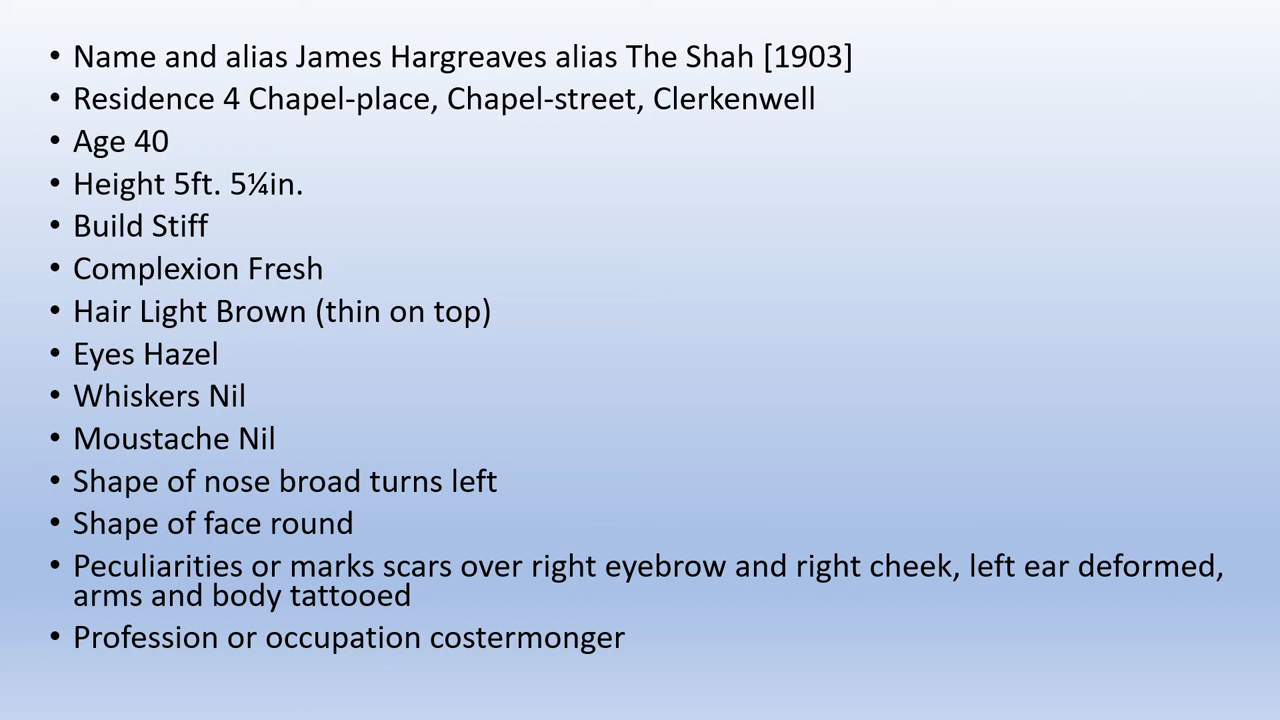 • Name and alias James Hargreaves alias The Shah [1903]
• Residence 4 Chapel-place, Chapel-street, Clerkenwell
• Age 40
• Height 5ft. 5¼in.
• Build Stiff
• Complexion Fresh
• Hair Light Brown (thin on top)
• Eyes Hazel
• Whiskers Nil
• Moustache Nil
• Shape of nose broad turns left
• Shape of face round
• Peculiarities or marks scars over right eyebrow and right cheek, left ear deformed,
arms and body tattooed
• Profession or occupation costermonger